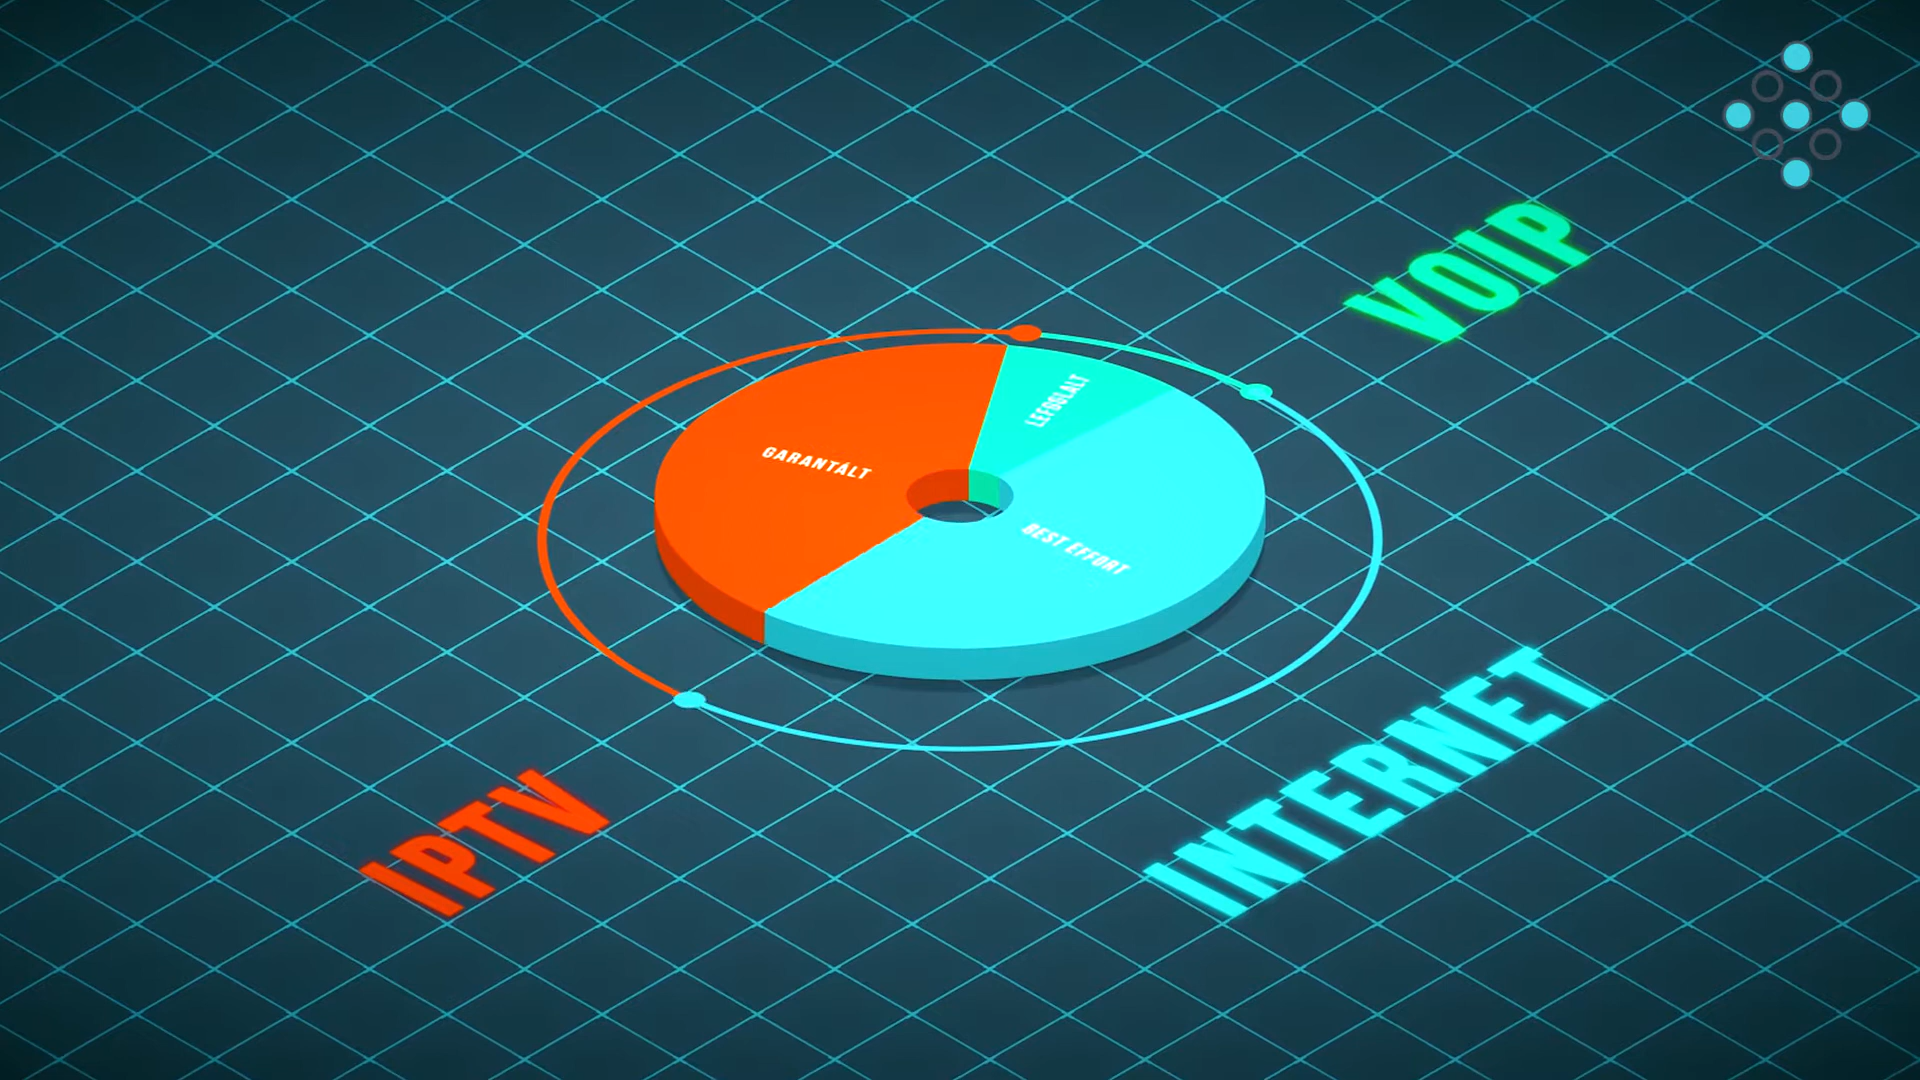 VOIP
LEFOGLALT
GARANTÁLT
BEST EFFORT
INTERNET
IPTV